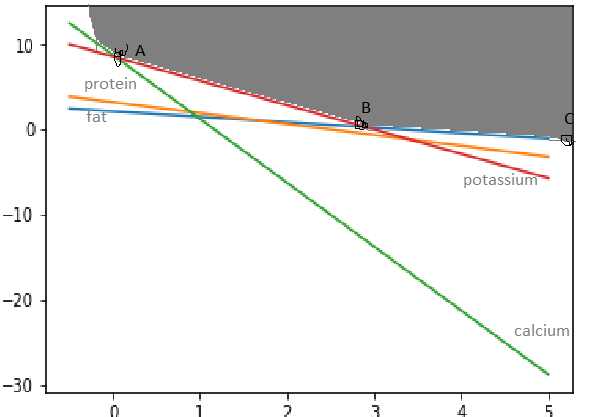 10
A
protein
fat
B
C
0
potassium
−10
−20
calcium
−30
0 1 2 3 4 5